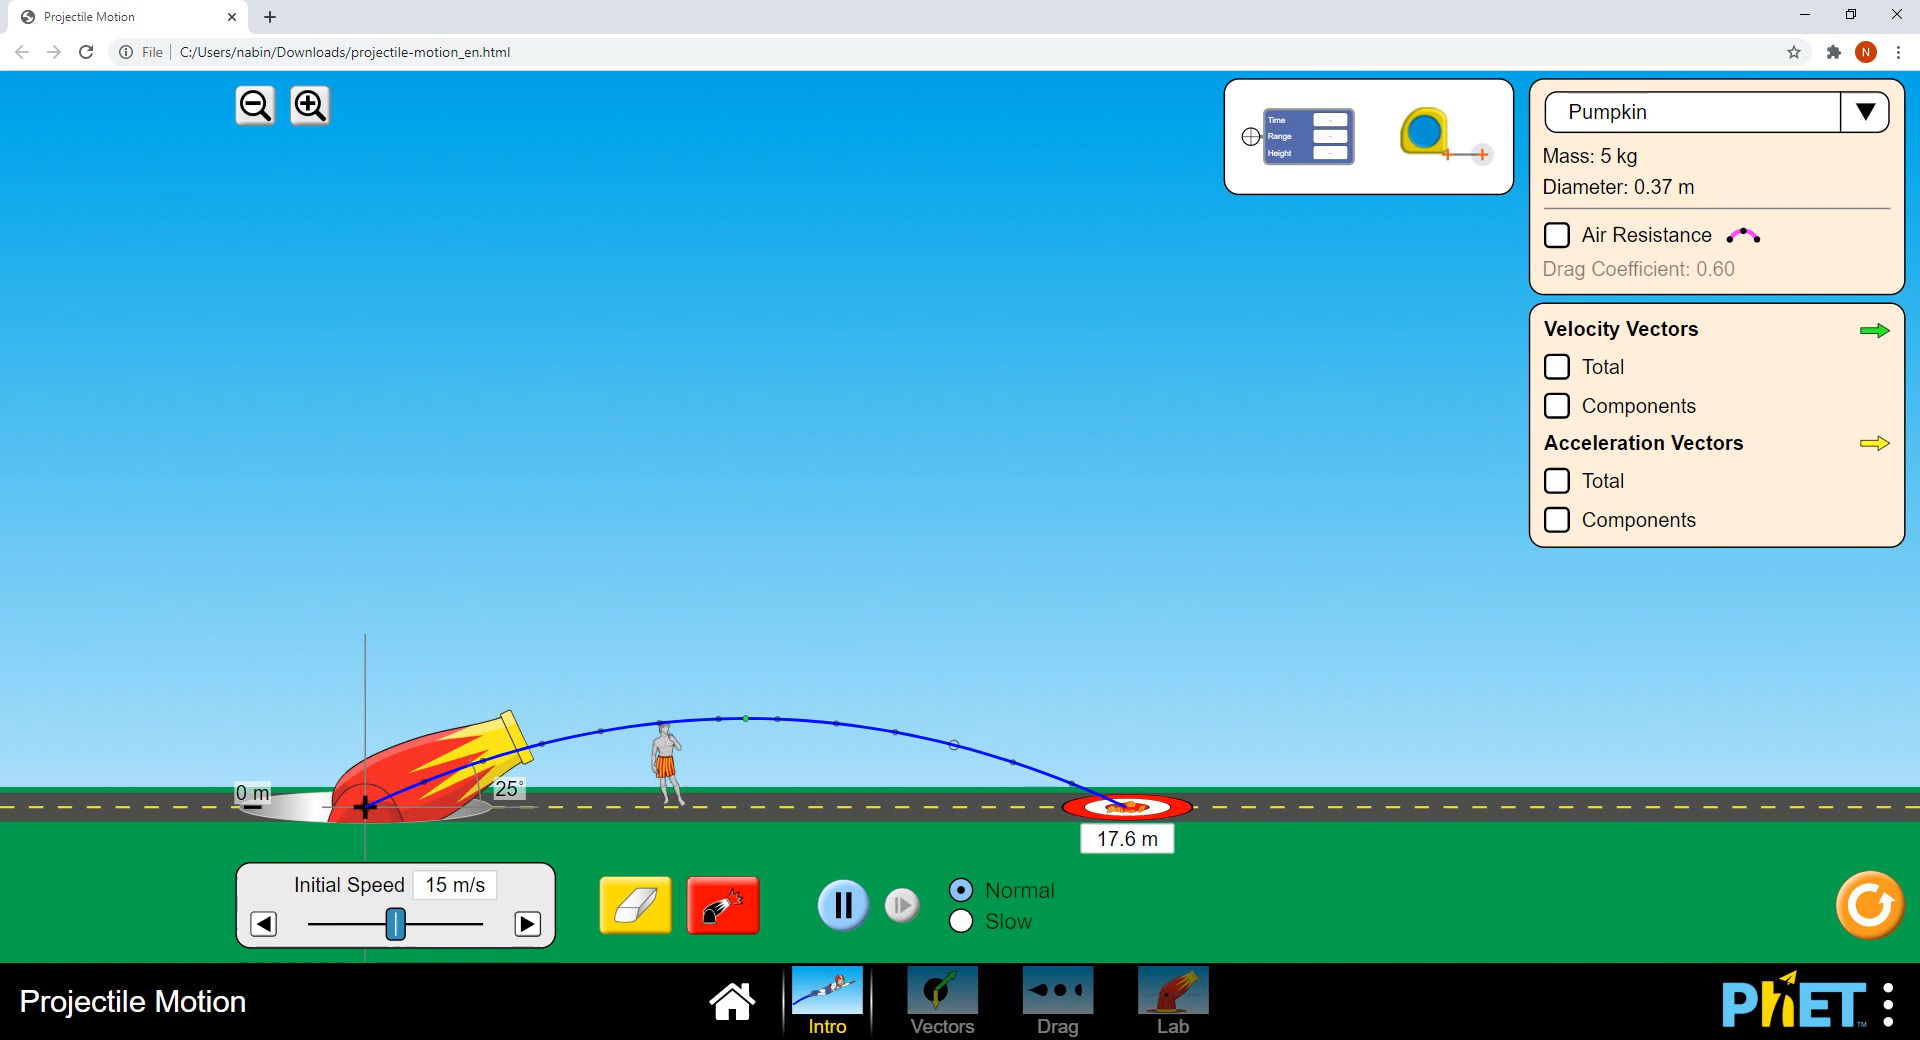 Projectile Motion
File C:/Users/nabin/Downloads/projectile-motion_en.html
N
Time -
Range -
Height -
Pumpkin
Mass: 5 kg
Diameter: 0.37 m
Air Resistance
Drag Coefficient: 0.60
Velocity Vectors
Total
Components
Acceleration Vectors
Total
Components
0 m
25°
17.6 m
Initial Speed 15 m/s
Normal
Slow
Projectile Motion
Intro
Vectors
Drag
Lab
PhET™